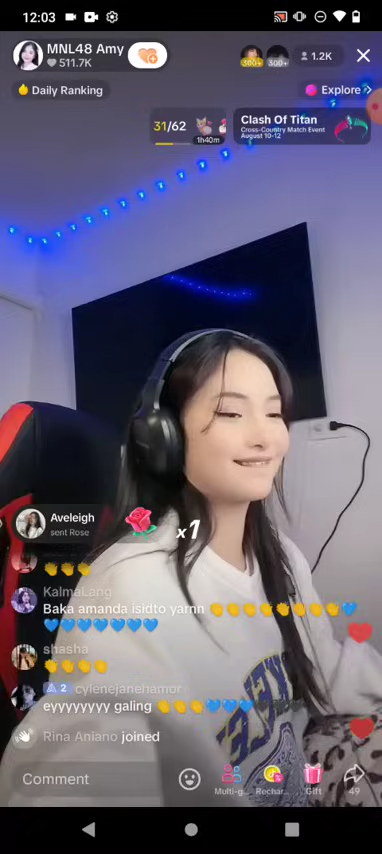 12:03
MNL48 Amy
511.7K
300+
300+
1.2K
Daily Ranking
Explore
31/62
1h40m
Clash Of Titan
Cross-Country Match Event
August 10-12
Aveleigh
sent Rose
x1
KalmaLang
Baka amanda isidto yarnn
shasha
2 cylenejanehamor
eyyyyyyyy galing
Rina Aniano joined
Comment
Multi-g...
Rechar...
Gift
49